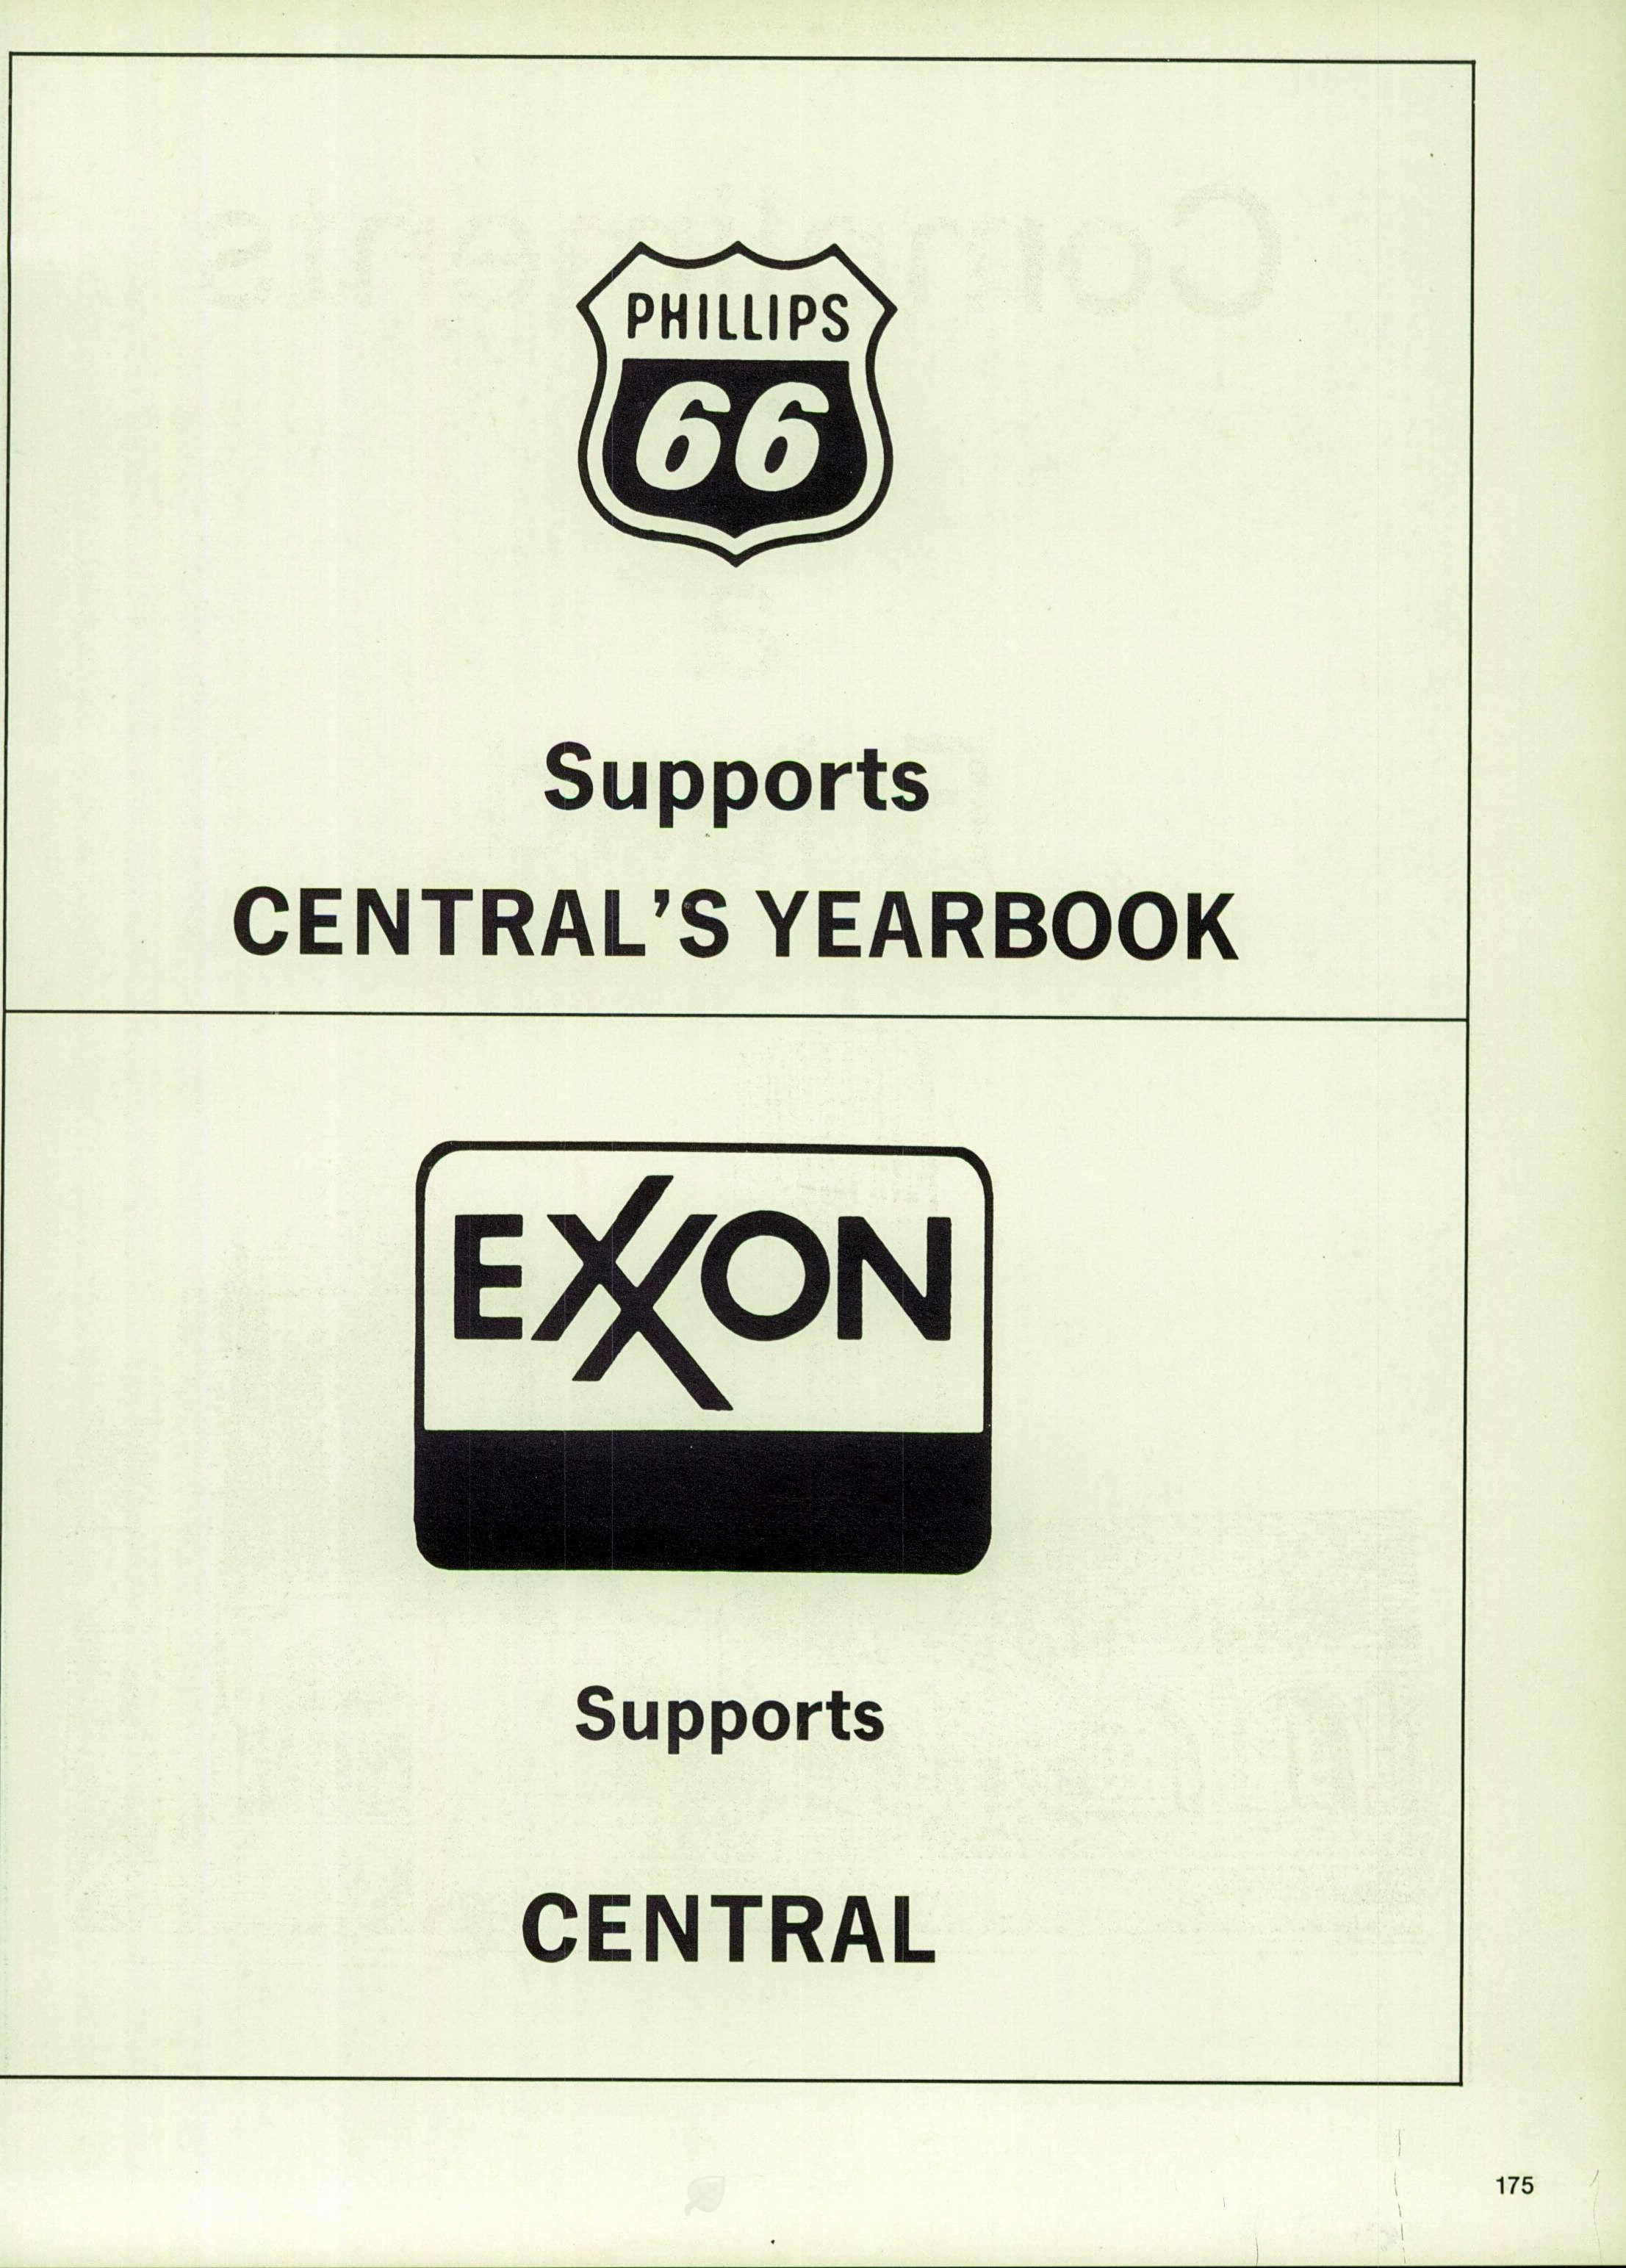 PHILLIPS
66
Supports
CENTRAL'S YEARBOOK
EXXON
Supports
CENTRAL
175